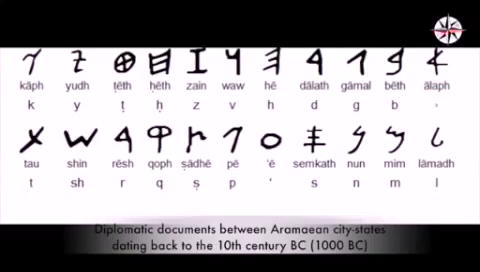 𐤀 𐤁 𐤂 𐤃 𐤄 𐤅 𐤆 𐤇 𐤈 𐤉 𐤊
kāph yudh ṭēth ḥēth zain waw hē dālath gāmal bēth ālaph
k y ṭ ḥ z v h d g b ʾ
𐤋 𐤌 𐤍 𐤎 𐤏 𐤐 𐤑 𐤒 𐤓 𐤔 𐤕
tau shin rēsh qoph ṣādhē pē ‘ē semkath nun mim lāmadh
t sh r q ṣ p ‘ s n m l
Diplomatic documents between Aramaean city-states
dating back to the 10th century BC (1000 BC)